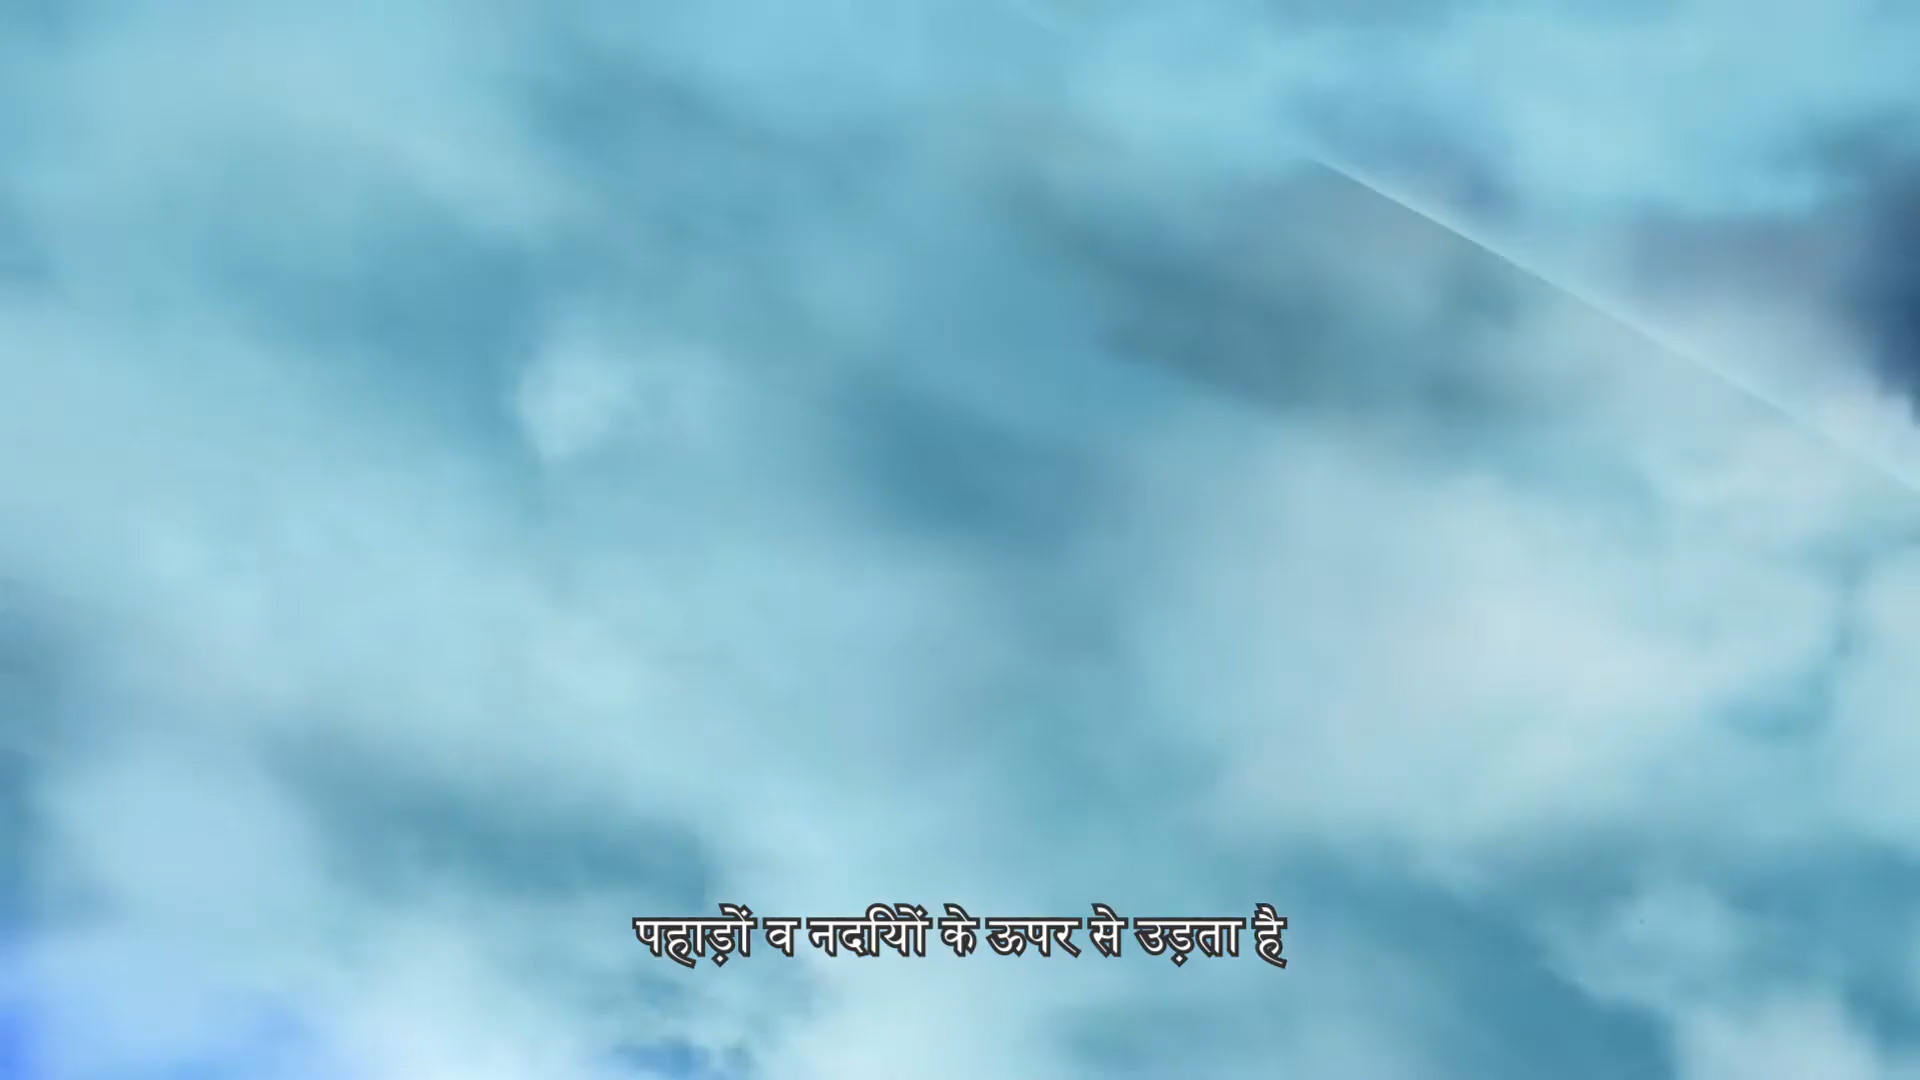 पहाड़ों व नदियों के ऊपर से उड़ता है